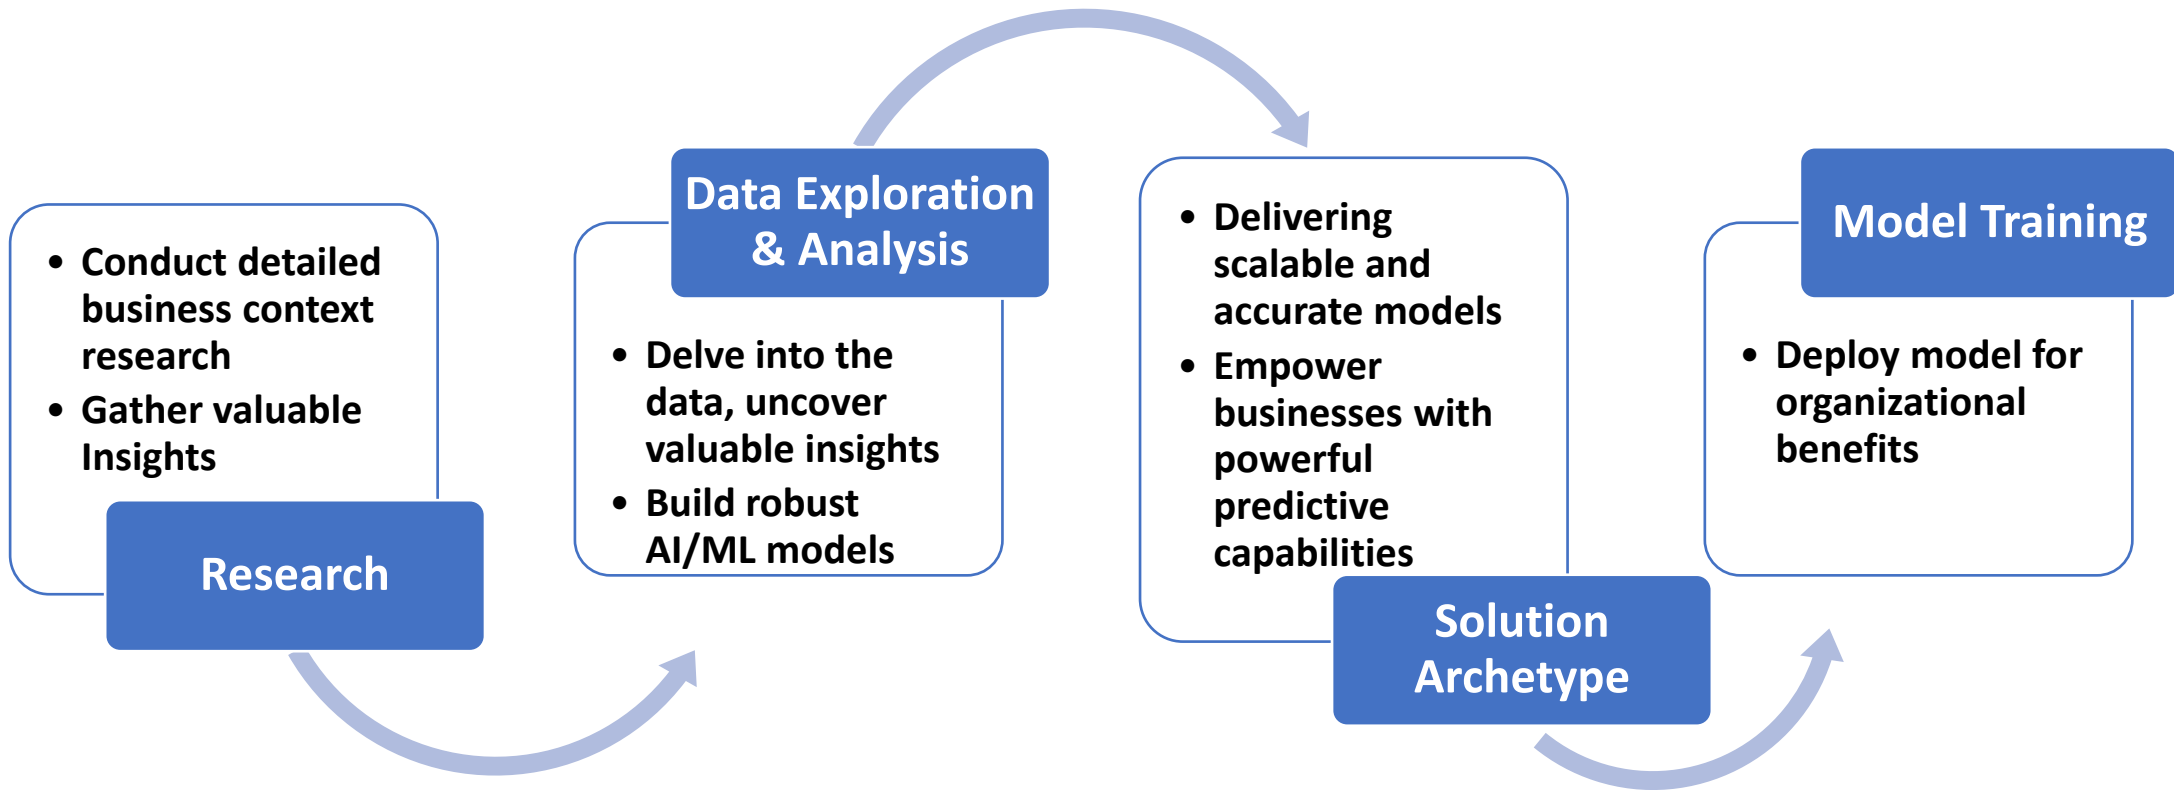 • Conduct detailed
business context
research
• Gather valuable
Insights
Research
Data Exploration
& Analysis
• Delve into the
data, uncover
valuable insights
• Build robust
AI/ML models
• Delivering
scalable and
accurate models
• Empower
businesses with
powerful
predictive
capabilities
Solution
Archetype
Model Training
• Deploy model for
organizational
benefits